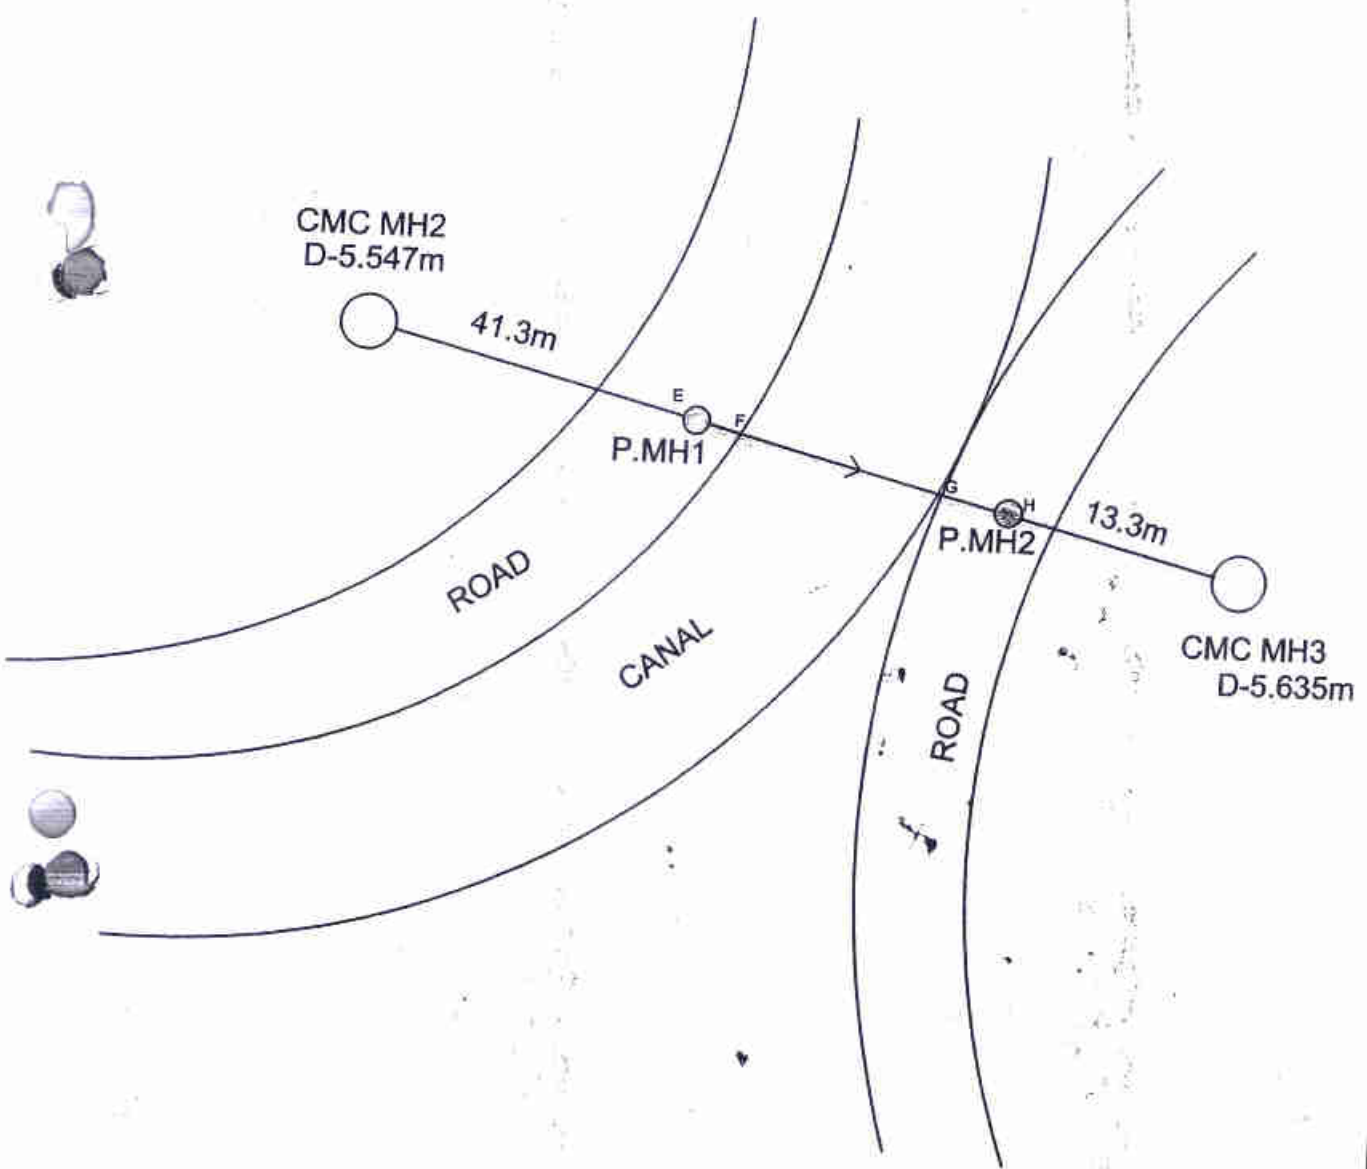 CMC MH2
D-5.547m
41.3m
E
F
P.MH1
G
H
P.MH2
13.3m
ROAD
CANAL
CMC MH3
D-5.635m
ROAD